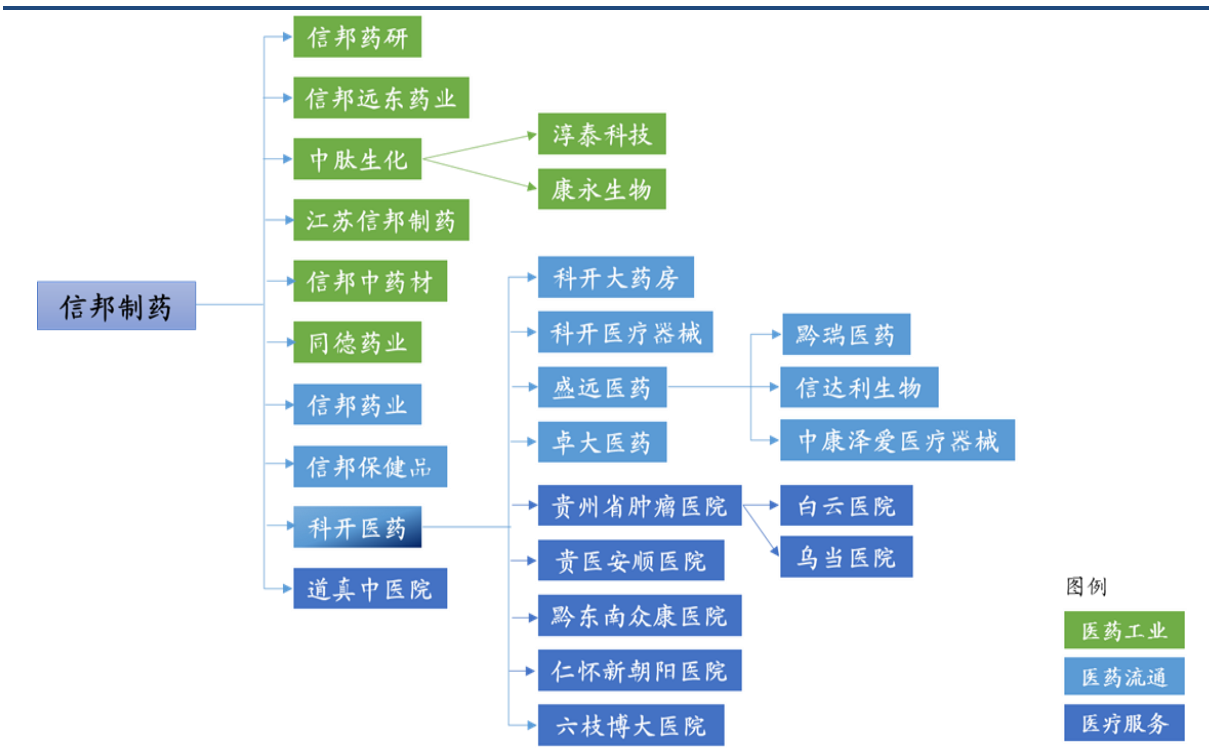 信邦制药
信邦药研
信邦远东药业
中肽生化
江苏信邦制药
信邦中药材
同德药业
信邦药业
信邦保健品
科开医药
道真中医院
淳泰科技
康永生物
科开大药房
科开医疗器械
盛远医药
卓大医药
贵州省肿瘤医院
贵医安顺医院
黔东南众康医院
仁怀新朝阳医院
六枝博大医院
黔瑞医药
信达利生物
中康泽爱医疗器械
白云医院
乌当医院
图例
医药工业
医药流通
医疗服务